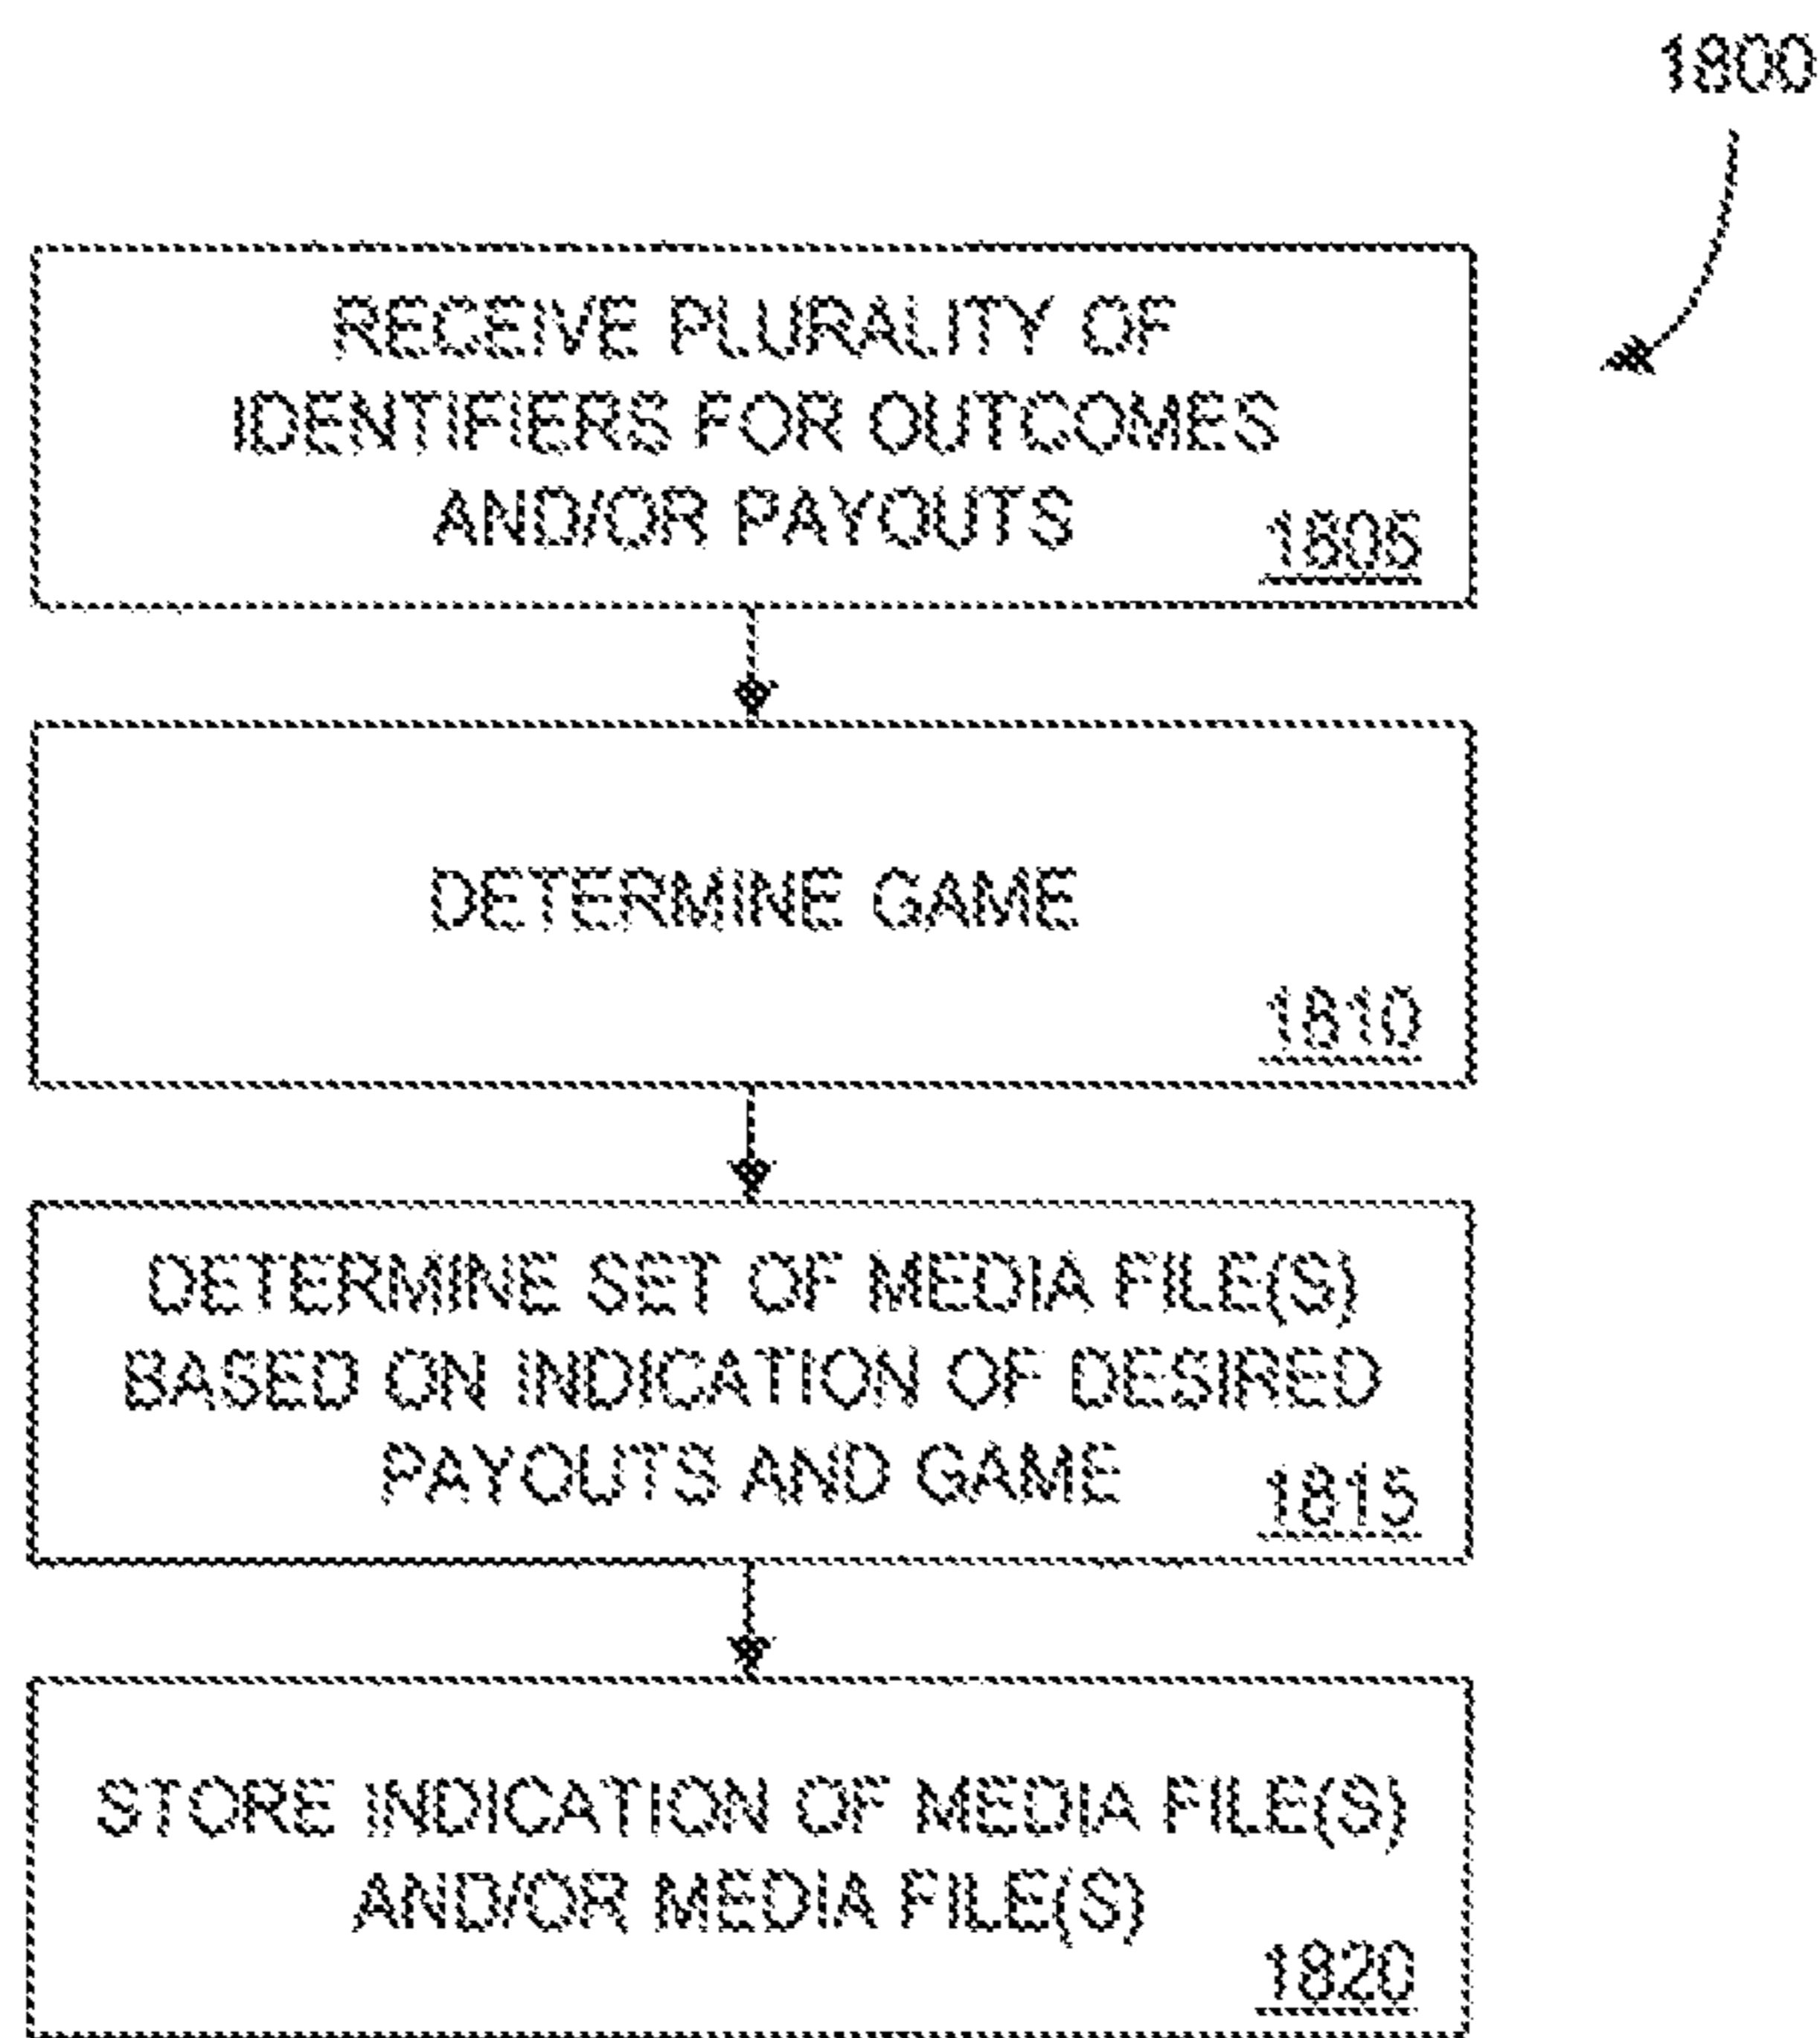 1800
RECEIVE PLURALITY OF
IDENTIFIERS FOR OUTCOMES
AND/OR PAYOUTS
1805
DETERMINE GAME
1810
DETERMINE SET OF MEDIA FILE(S)
BASED ON INDICATION OF DESIRED
PAYOUTS AND GAME
1815
STORE INDICATION OF MEDIA FILE(S)
AND/OR MEDIA FILE(S)
1820